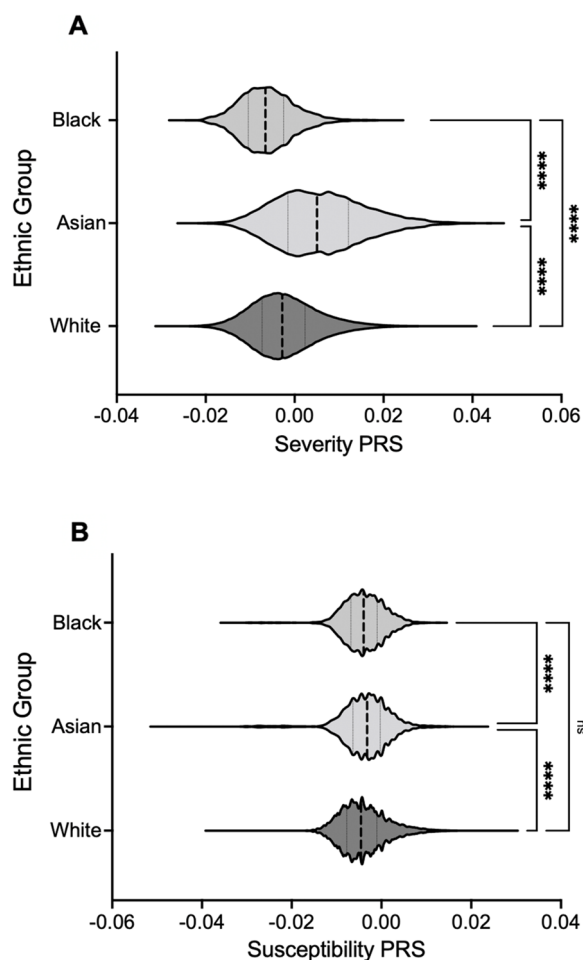 A
Ethnic Group
Black
Asian
White
****
****
****
-0.04 -0.02 0.00 0.02 0.04 0.06
Severity PRS
B
Ethnic Group
Black
Asian
White
****
****
ns
-0.06 -0.04 -0.02 0.00 0.02 0.04
Susceptibility PRS